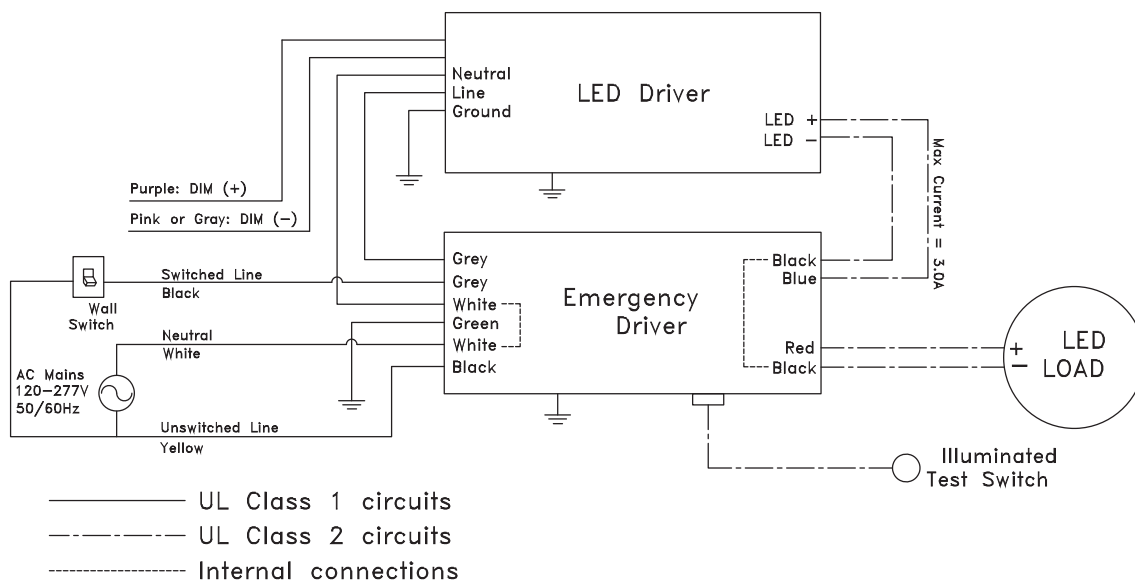 Neutral
Line
Ground
LED Driver
LED +
LED −
Max Current = 3.0A
Purple: DIM (+)
Pink or Gray: DIM (−)
Grey
Grey
White
Green
White
Black
Emergency
Driver
Black
Blue
Red
Black
Switched Line
Black
Wall
Switch
Neutral
White
AC Mains
120−277V
50/60Hz
Unswitched Line
Yellow
+
−
LED
LOAD
Illuminated
Test Switch
UL Class 1 circuits
UL Class 2 circuits
Internal connections